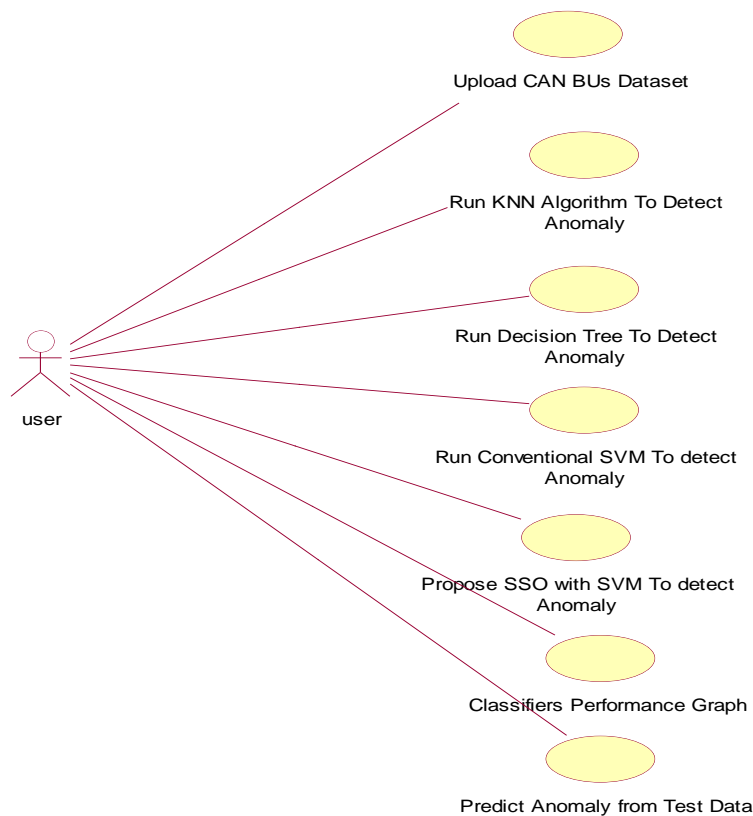 Upload CAN BUs Dataset
Run KNN Algorithm To Detect
Anomaly
Run Decision Tree To Detect
Anomaly
user
Run Conventional SVM To detect
Anomaly
Propose SSO with SVM To detect
Anomaly
Classifiers Performance Graph
Predict Anomaly from Test Data